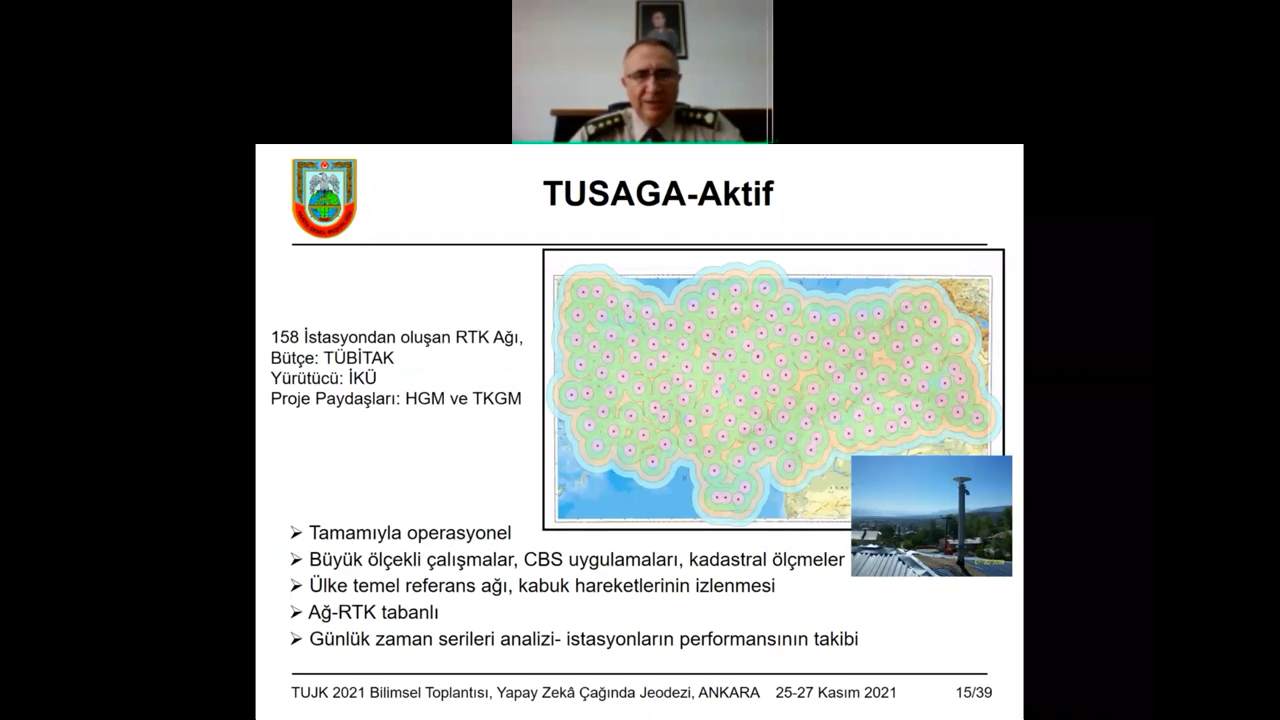 TUSAGA-Aktif
158 İstasyondan oluşan RTK Ağı,
Bütçe: TÜBİTAK
Yürütücü: İKÜ
Proje Paydaşları: HGM ve TKGM
➢ Tamamıyla operasyonel
➢ Büyük ölçekli çalışmalar, CBS uygulamaları, kadastral ölçmeler
➢ Ülke temel referans ağı, kabuk hareketlerinin izlenmesi
➢ Ağ-RTK tabanlı
➢ Günlük zaman serileri analizi- istasyonların performansının takibi
TUJK 2021 Bilimsel Toplantısı, Yapay Zekâ Çağında Jeodezi, ANKARA 25-27 Kasım 2021 15/39